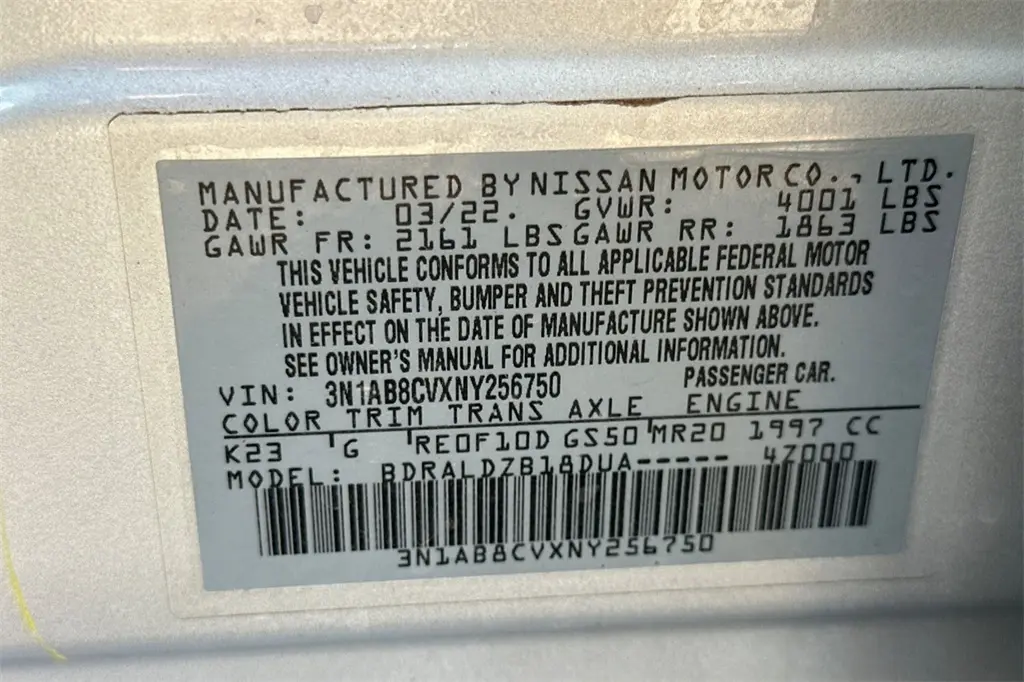 MANUFACTURED BY NISSAN MOTOR CO., LTD.
DATE: 03/22. GVWR: 4001 LBS
GAWR FR: 2161 LBS GAWR RR: 1863 LBS
THIS VEHICLE CONFORMS TO ALL APPLICABLE FEDERAL MOTOR
VEHICLE SAFETY, BUMPER AND THEFT PREVENTION STANDARDS
IN EFFECT ON THE DATE OF MANUFACTURE SHOWN ABOVE.
SEE OWNER'S MANUAL FOR ADDITIONAL INFORMATION.
VIN: 3N1AB8CVXNY256750 PASSENGER CAR.
COLOR TRIM TRANS AXLE ENGINE
K23 G RE0F10D GS50 MR20 1997 CC
MODEL: BDRALDZB18DUA----- 4Z000
3N1AB8CVXNY256750